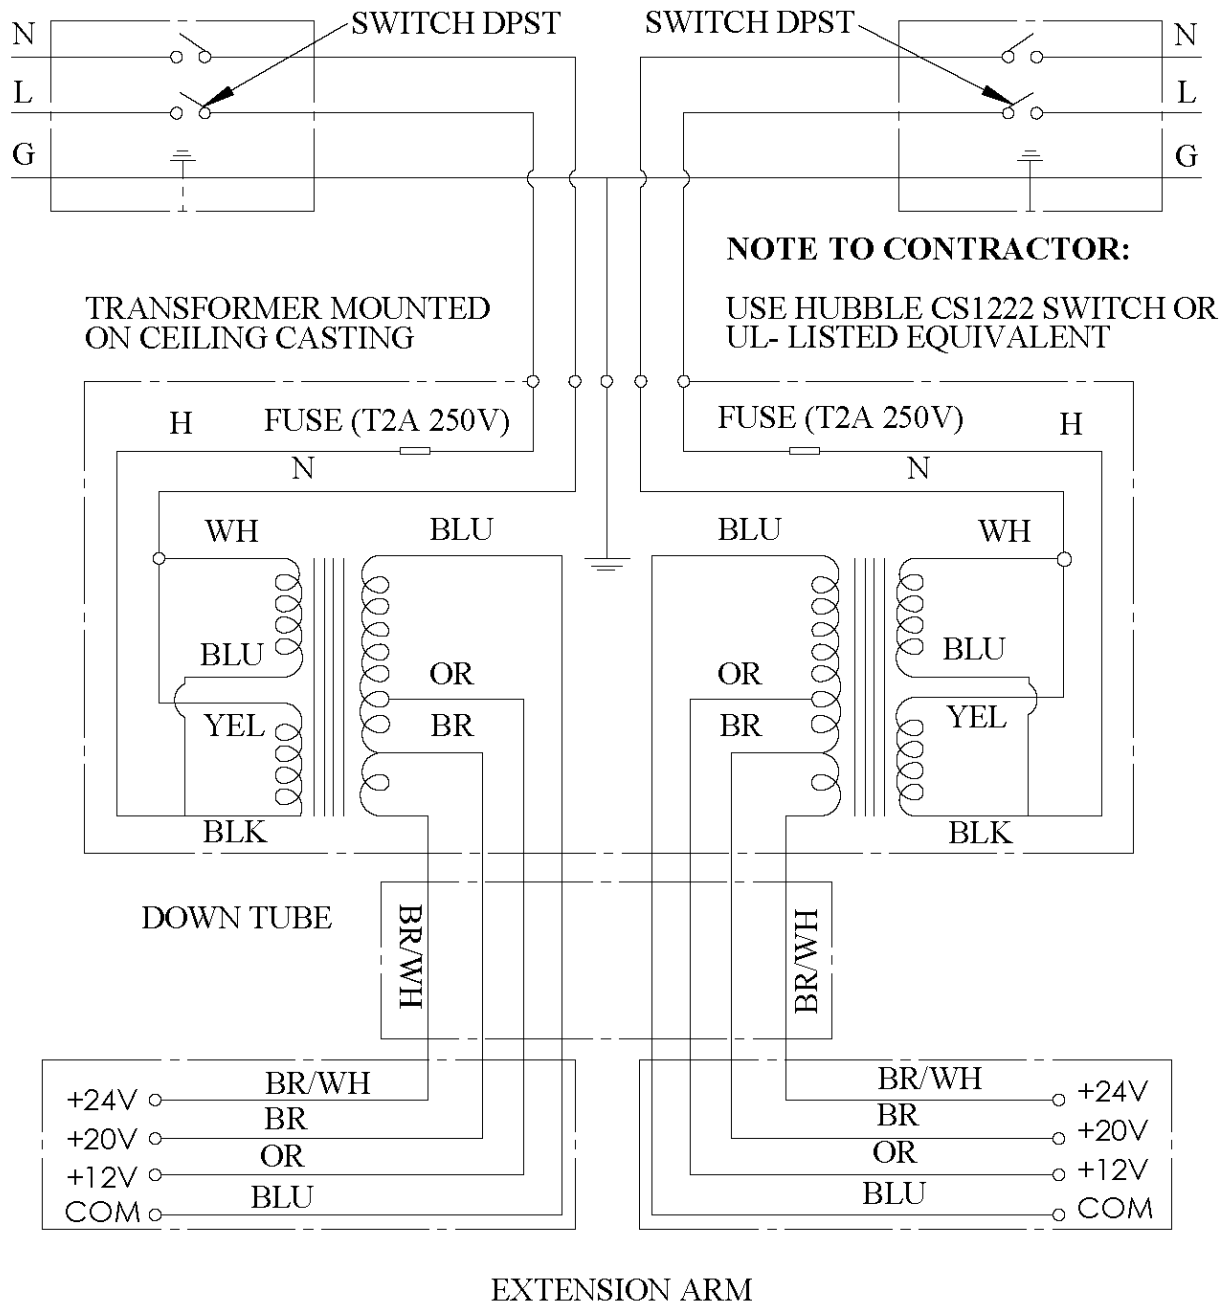 SWITCH DPST
SWITCH DPST
N
L
G
N
L
G
NOTE TO CONTRACTOR:
USE HUBBLE CS1222 SWITCH OR
UL- LISTED EQUIVALENT
TRANSFORMER MOUNTED
ON CEILING CASTING
H
FUSE (T2A 250V)
N
FUSE (T2A 250V)
H
N
WH
BLU
BLU
WH
BLU
OR
OR
BLU
YEL
BR
BR
YEL
BLK
BLK
DOWN TUBE
BR/WH
BR/WH
+24V
BR/WH
+20V
BR
+12V
OR
COM
BLU
BR/WH
+24V
BR
+20V
OR
+12V
BLU
COM
EXTENSION ARM